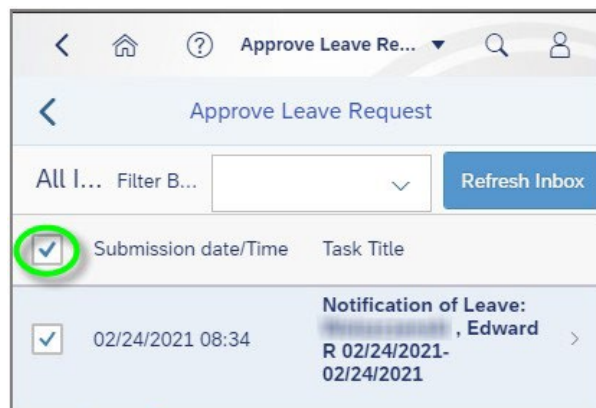 Approve Leave Re...
Approve Leave Request
All I... Filter B... Refresh Inbox
Submission date/Time Task Title
Notification of Leave:
, Edward
02/24/2021 08:34
R 02/24/2021-
02/24/2021